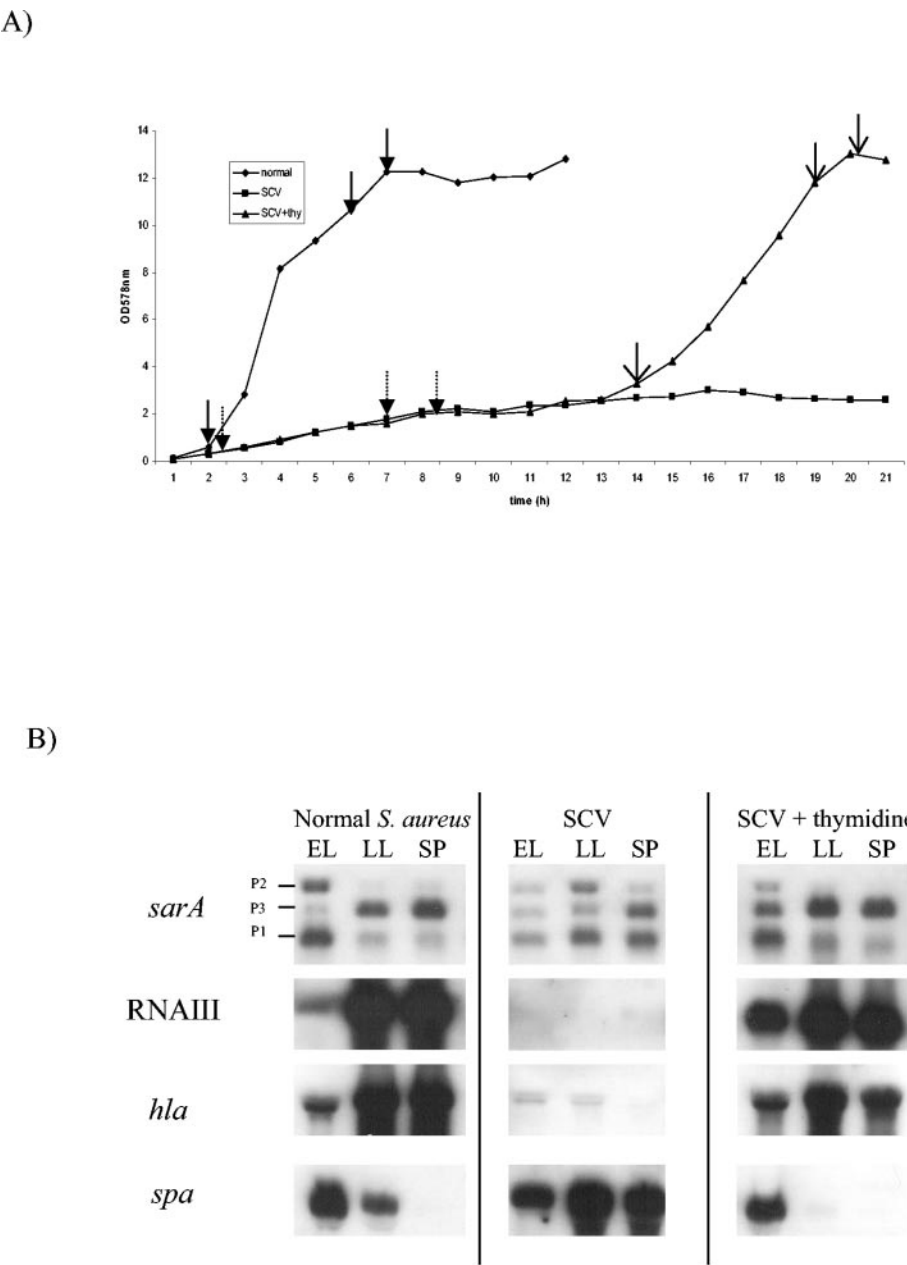 A)
14
12
10
8
6
4
2
0
OD578nm
normal
SCV
SCV+thy
1 2 3 4 5 6 7 8 9 10 11 12 13 14 15 16 17 18 19 20 21
time (h)
B)
Normal S. aureus SCV SCV + thymidine
EL LL SP EL LL SP EL LL SP
P2
sarA P3
P1
RNAIII
hla
spa